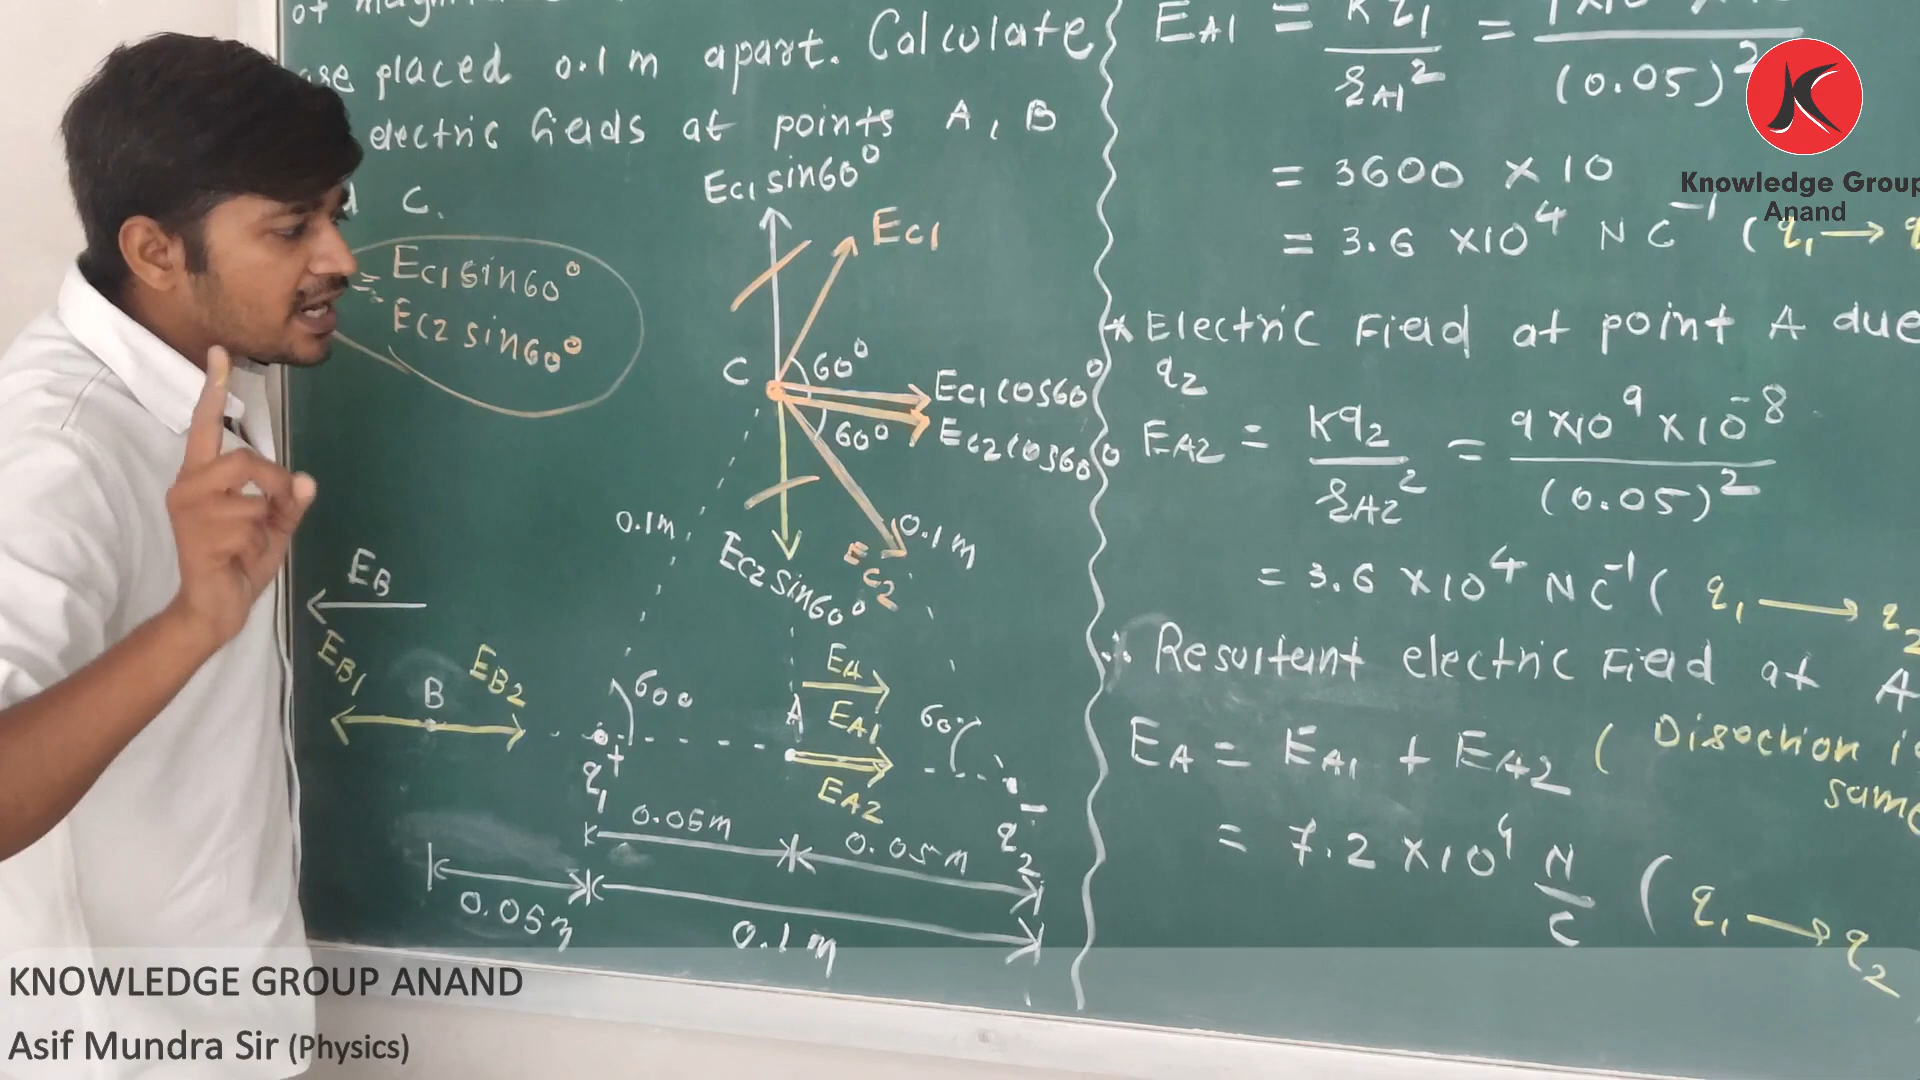 of
are placed 0.1 m apart. Calculate
electric fields at points A, B
C.
Ec1 sin60°
= Ec1 sin60°
Ec2 sin60°
Ec1
C
60°
Ec1 cos60°
60°
Ec2 cos60°
0.1m
0.1m
Ec2 sin60°
Ec2
EB
EB1
B
EB2
60°
EA
A
EA1
60°
EA2
q1 +
q2 -
0.05m
0.05m
0.05m
0.1m
EA1 = kq1 / rA1² = / (0.05)²
= 3600 × 10
= 3.6 × 10⁴ N C⁻¹ ( q1 → q
* Electric Field at point A due
q2
EA2 = kq2 / rA2² = 9×10⁹ × 10⁻⁸ / (0.05)²
= 3.6 × 10⁴ N C⁻¹ ( q1 → q2
∴ Resultant electric Field at A
EA = EA1 + EA2 ( Direction is
same
= 7.2 × 10⁴ N/C ( q1 → q2
Knowledge Group
Anand
KNOWLEDGE GROUP ANAND
Asif Mundra Sir (Physics)